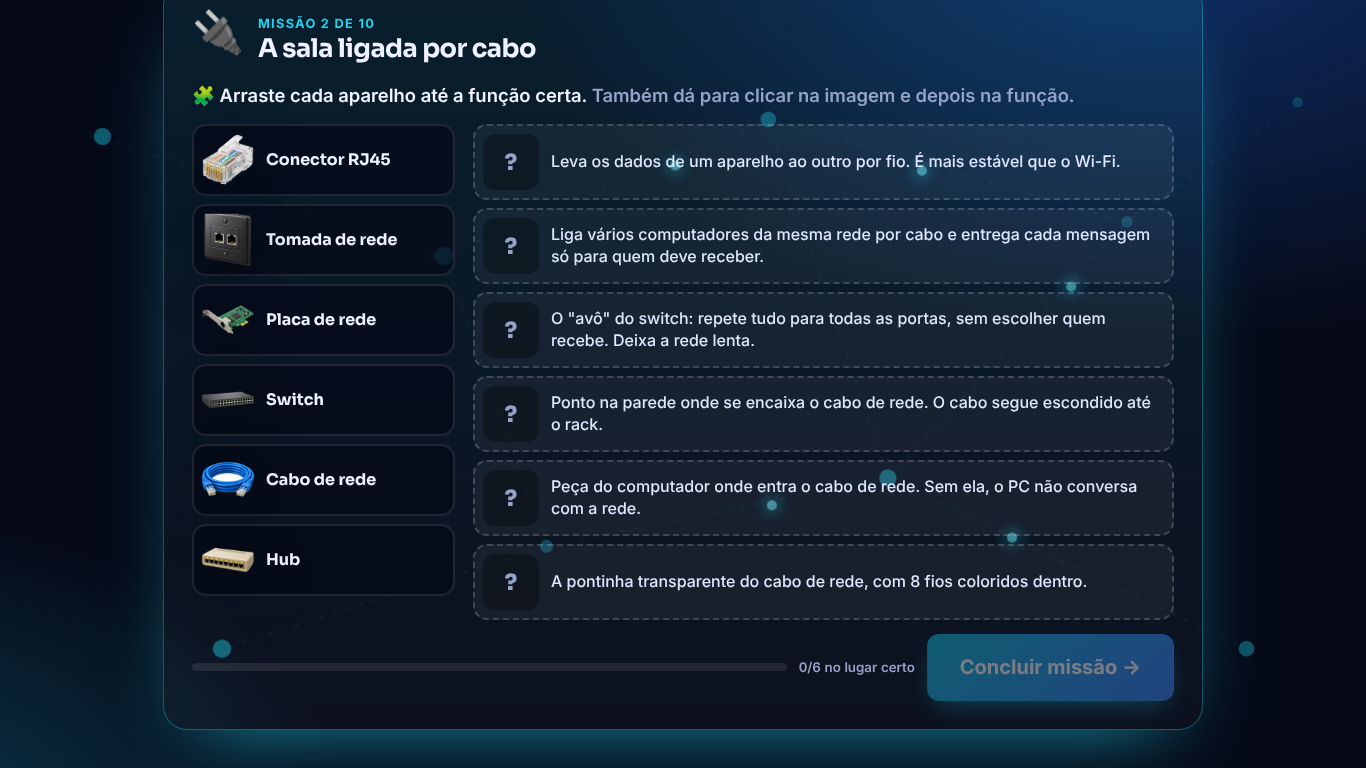 MISSÃO 2 DE 10
A sala ligada por cabo
🧩 Arraste cada aparelho até a função certa. Também dá para clicar na imagem e depois na função.
Conector RJ45
Tomada de rede
Placa de rede
Switch
Cabo de rede
Hub
? Leva os dados de um aparelho ao outro por fio. É mais estável que o Wi-Fi.
? Liga vários computadores da mesma rede por cabo e entrega cada mensagem
só para quem deve receber.
? O "avô" do switch: repete tudo para todas as portas, sem escolher quem
recebe. Deixa a rede lenta.
? Ponto na parede onde se encaixa o cabo de rede. O cabo segue escondido até
o rack.
? Peça do computador onde entra o cabo de rede. Sem ela, o PC não conversa
com a rede.
? A pontinha transparente do cabo de rede, com 8 fios coloridos dentro.
0/6 no lugar certo
Concluir missão →